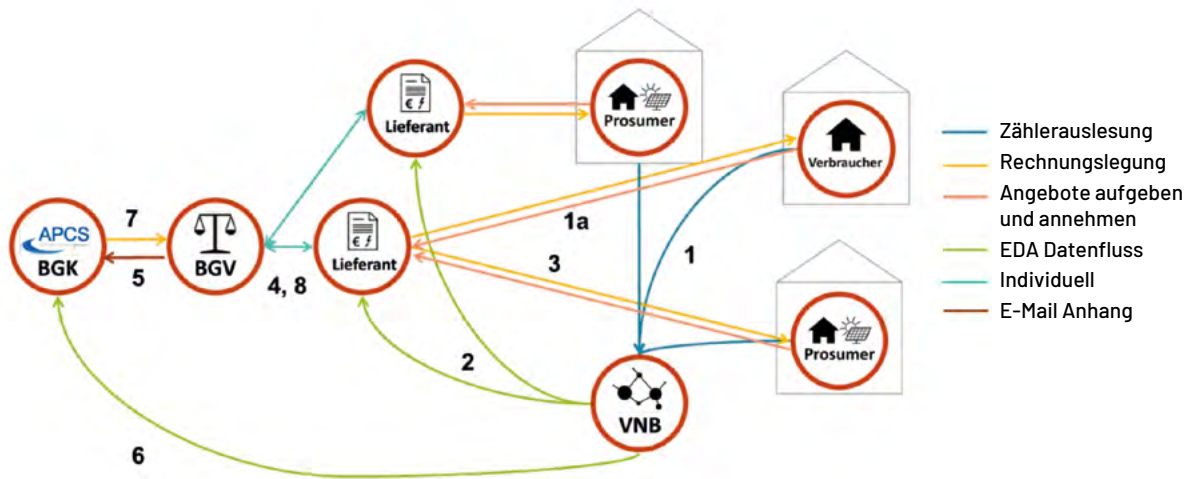 €
Lieferant
Prosumer
Verbraucher
Zählerauslesung
Rechnungslegung
Angebote aufgeben
und annehmen
EDA Datenfluss
Individuell
E-Mail Anhang
1a
7
APCS
BGK
BGV
€
Lieferant
5
4, 8
3
1
2
Prosumer
VNB
6